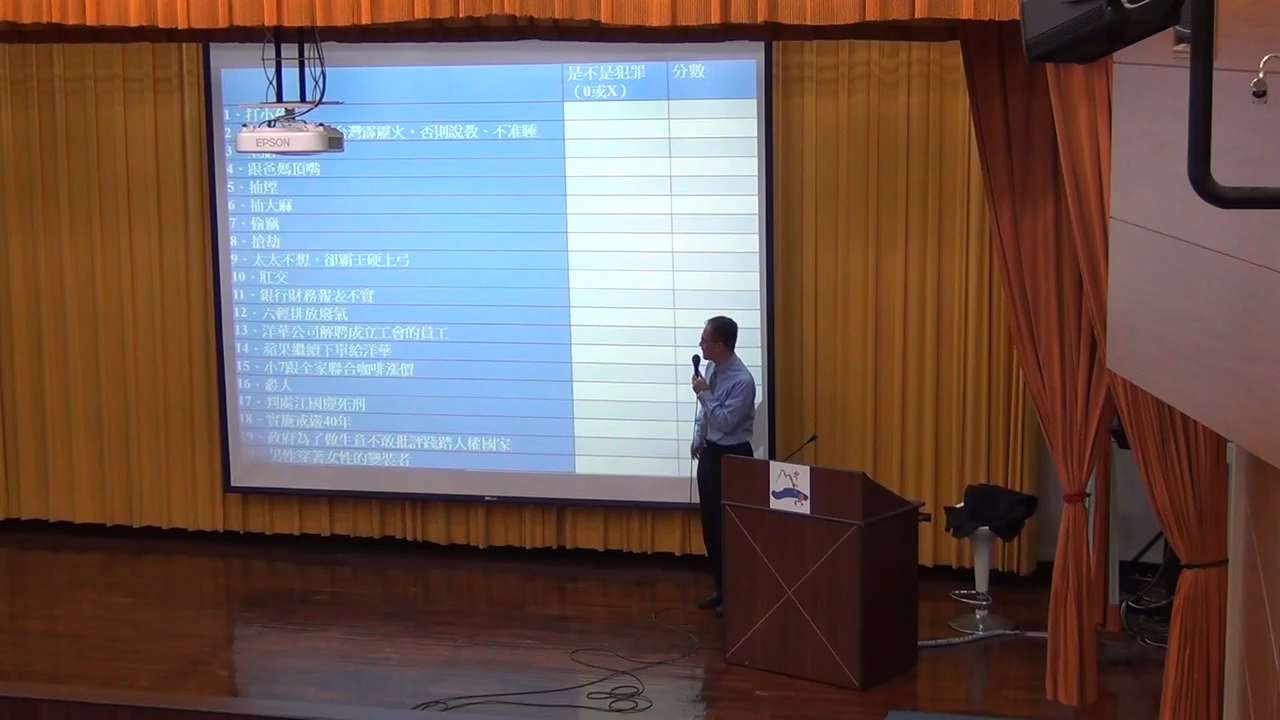 是不是犯罪
（0或X）
分數
1、打小
2 台灣霹靂火，否則說教、不准睡
3
4、跟爸媽頂嘴
5、抽煙
6、抽大麻
7、偷竊
8、搶劫
9、太太不想，卻霸王硬上弓
10、肛交
11、銀行財務報表不實
12、六輕排放廢氣
13、洋華公司解聘成立工會的員工
14、蘋果繼續下單給洋華
15、小7跟全家聯合咖啡漲價
16、殺人
17、判處江國慶死刑
18、實施戒嚴40年
19、政府為了做生意不敢批評踐踏人權國家
男性穿著女性的變裝者
EPSON